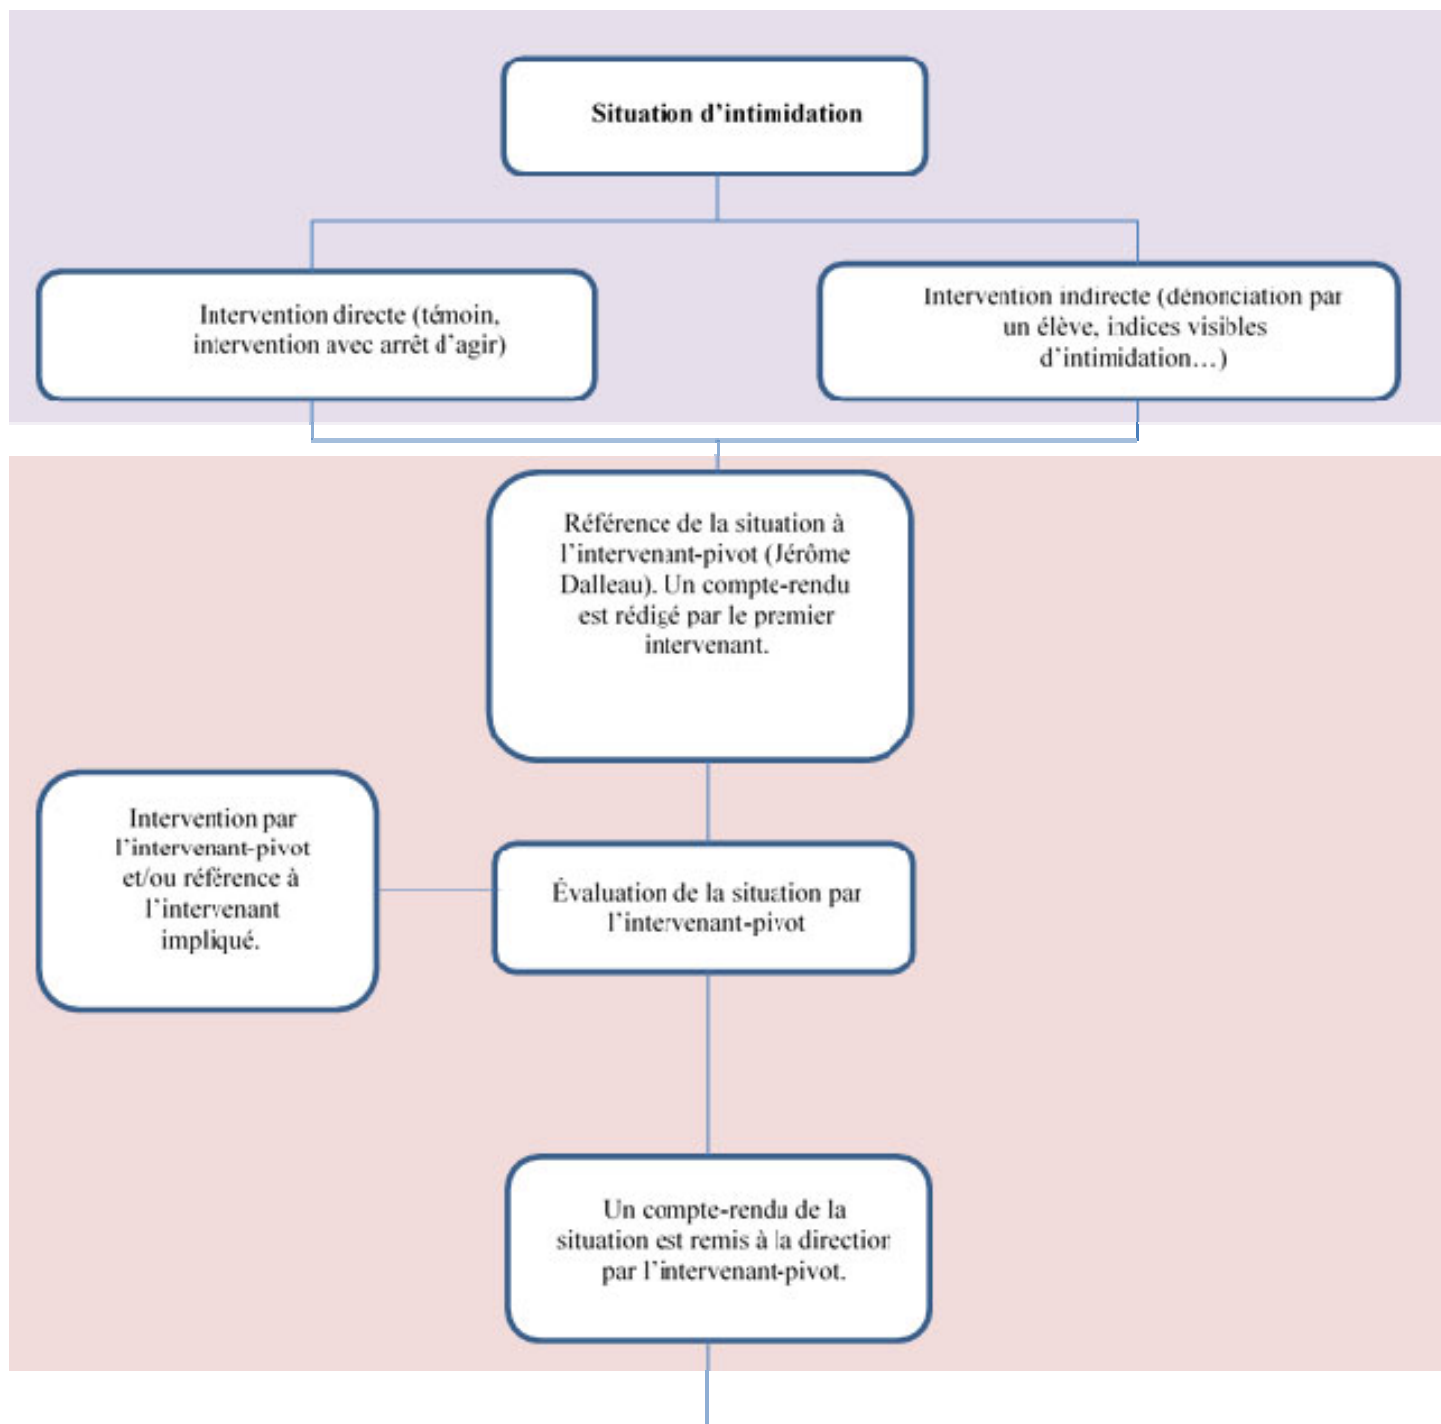 Situation d’intimidation
Intervention directe (témoin,
intervention avec arrêt d’agir)
Intervention indirecte (dénonciation par
un élève, indices visibles
d’intimidation…)
Référence de la situation à
l’intervenant-pivot (Jérôme
Dalleau). Un compte-rendu
est rédigé par le premier
intervenant.
Intervention par
l’intervenant-pivot
et/ou référence à
l’intervenant
impliqué.
Évaluation de la situation par
l’intervenant-pivot
Un compte-rendu de la
situation est remis à la direction
par l’intervenant-pivot.